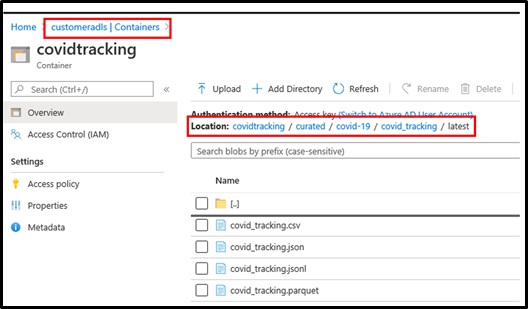 Home > customeradls | Containers >
covidtracking
Container
Search (Ctrl+/)
Overview
Access Control (IAM)
Settings
Access policy
Properties
Metadata
Upload Add Directory Refresh Rename Delete
Authentication method: Access key (Switch to Azure AD User Account)
Location: covidtracking / curated / covid-19 / covid_tracking / latest
Search blobs by prefix (case-sensitive)
Name
[..]
covid_tracking.csv
covid_tracking.json
covid_tracking.jsonl
covid_tracking.parquet